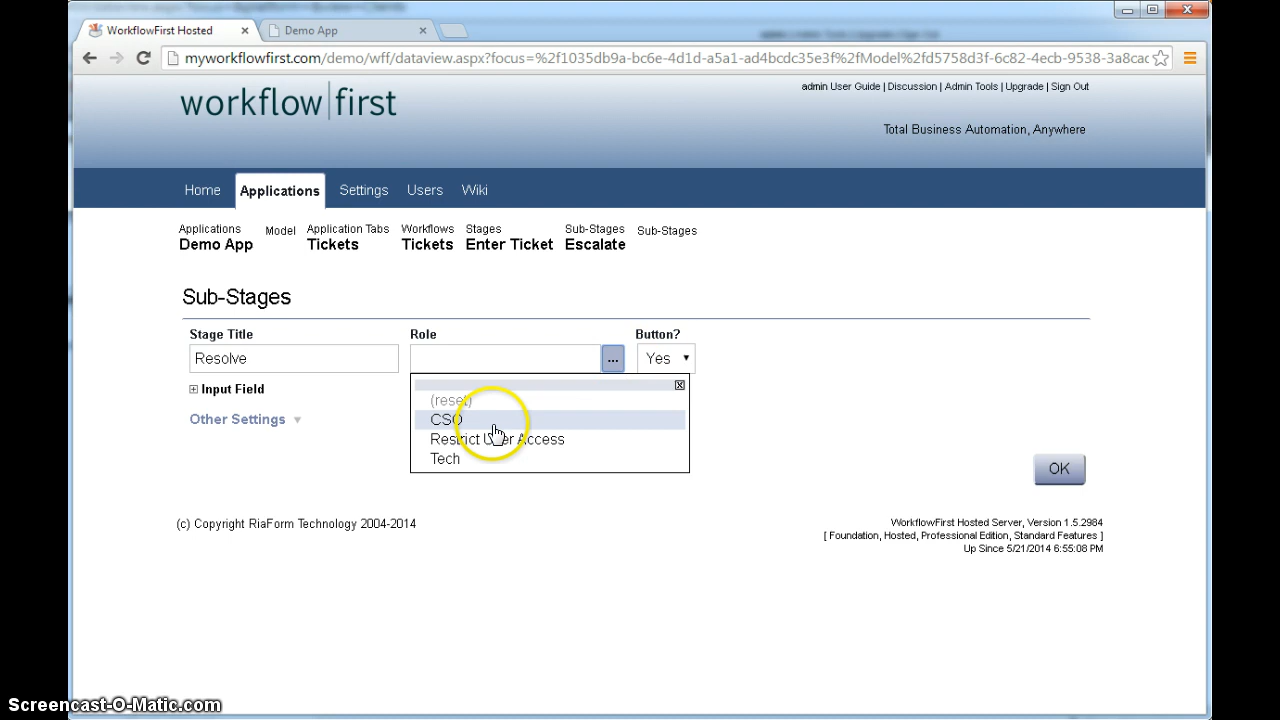 WorkflowFirst Hosted
Demo App
myworkflowfirst.com/demo/wff/dataview.aspx?focus=%2f1035db9a-bc6e-4d1d-a5a1-ad4bcdc35e3f%2fModel%2fd5758d3f-6c82-4ecb-9538-3a8cac
workflow|first
admin User Guide | Discussion | Admin Tools | Upgrade | Sign Out
Total Business Automation, Anywhere
Home Applications Settings Users Wiki
Applications Model Application Tabs Workflows Stages Sub-Stages Sub-Stages
Demo App Tickets Tickets Enter Ticket Escalate
Sub-Stages
Stage Title Role Button?
Resolve ... Yes
Input Field
(reset)
Other Settings
CSO
Restrict User Access
Tech
OK
(c) Copyright RiaForm Technology 2004-2014
WorkflowFirst Hosted Server, Version 1.5.2984
[ Foundation, Hosted, Professional Edition, Standard Features ]
Up Since 5/21/2014 6:55:08 PM
Screencast-O-Matic.com